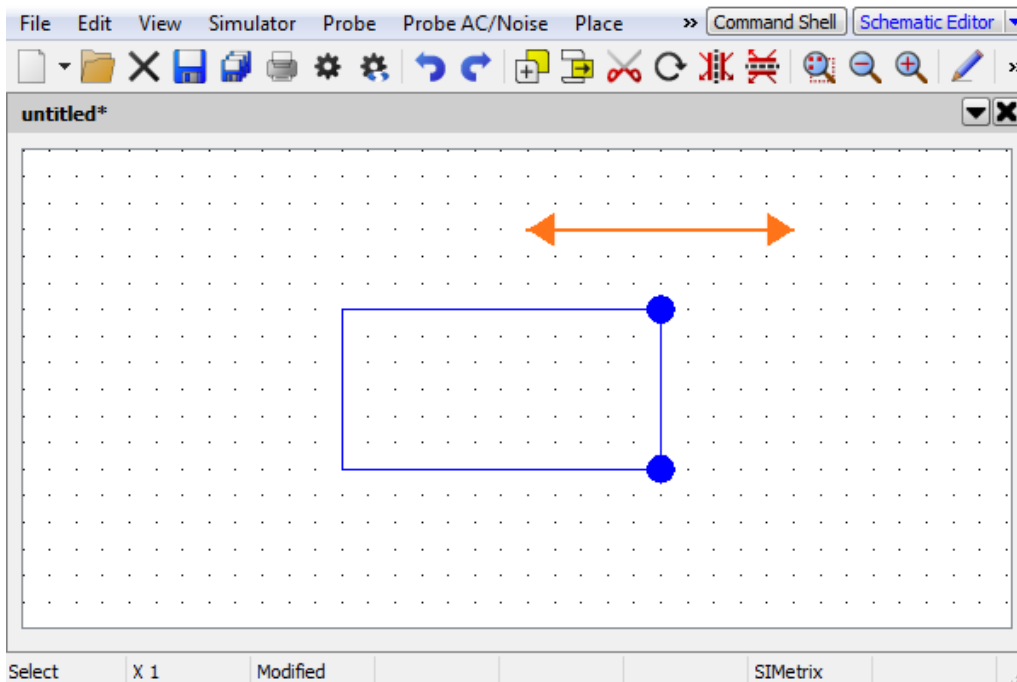 File Edit View Simulator Probe Probe AC/Noise Place » Command Shell Schematic Editor
untitled*
Select X 1 Modified SIMetrix